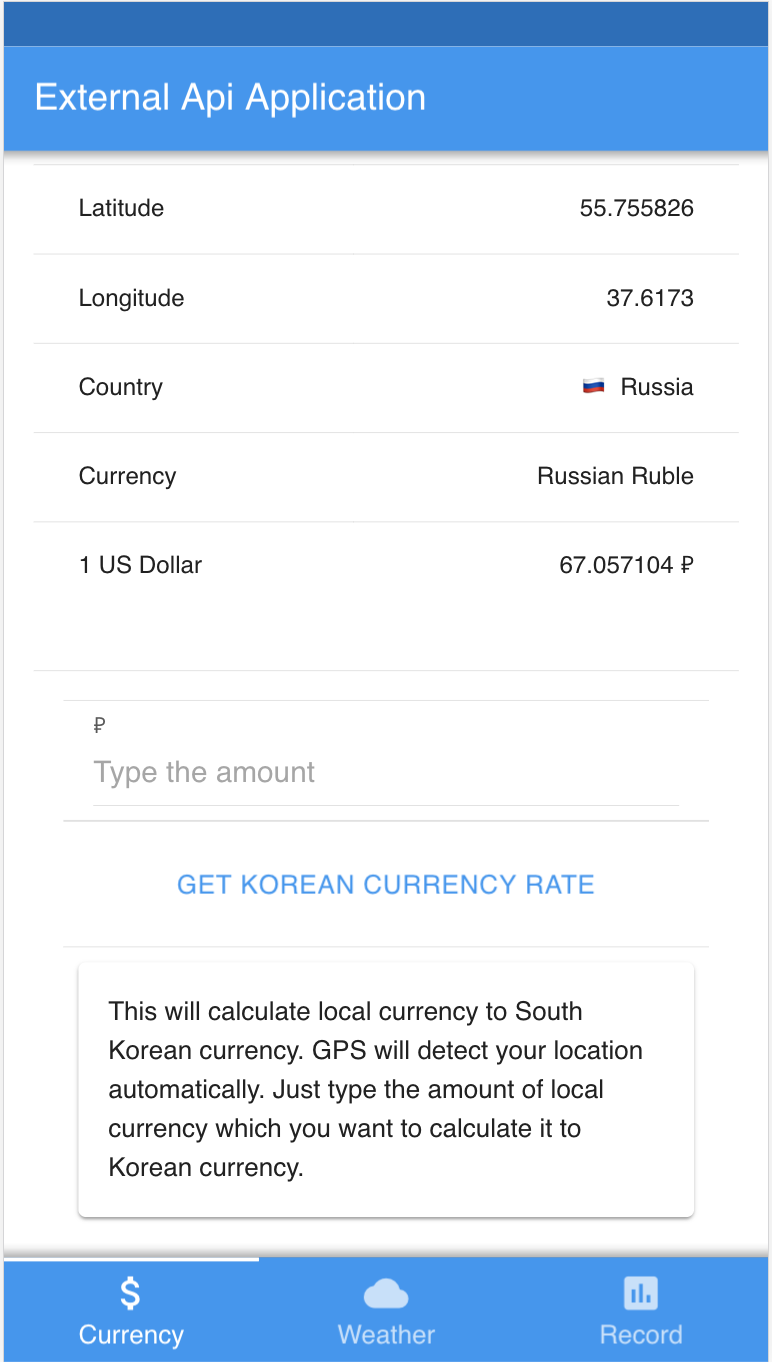 External Api Application
Latitude 55.755826
Longitude 37.6173
Country 🇷🇺 Russia
Currency Russian Ruble
1 US Dollar 67.057104 ₽
₽
Type the amount
GET KOREAN CURRENCY RATE
This will calculate local currency to South
Korean currency. GPS will detect your location
automatically. Just type the amount of local
currency which you want to calculate it to
Korean currency.
$
Currency Weather Record